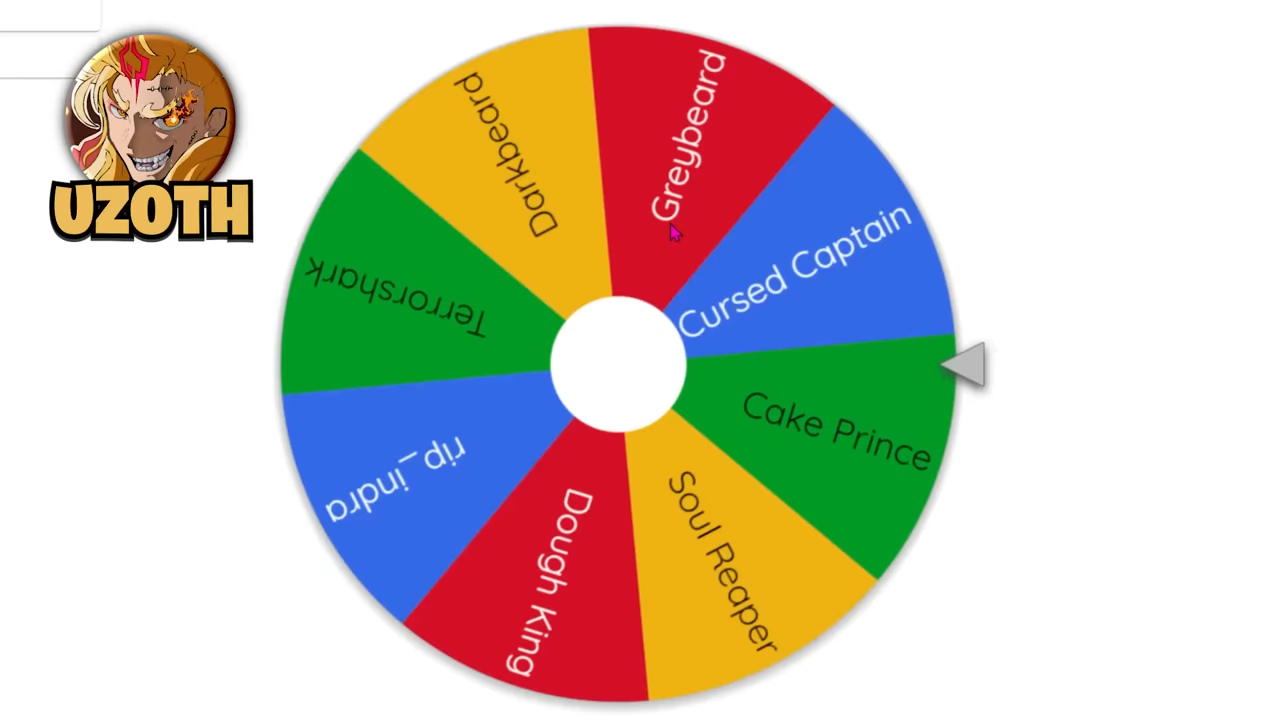 UZOTH
Darkbeard
Greybeard
Cursed Captain
Cake Prince
Soul Reaper
Dough King
rip_indra
Terrorshark